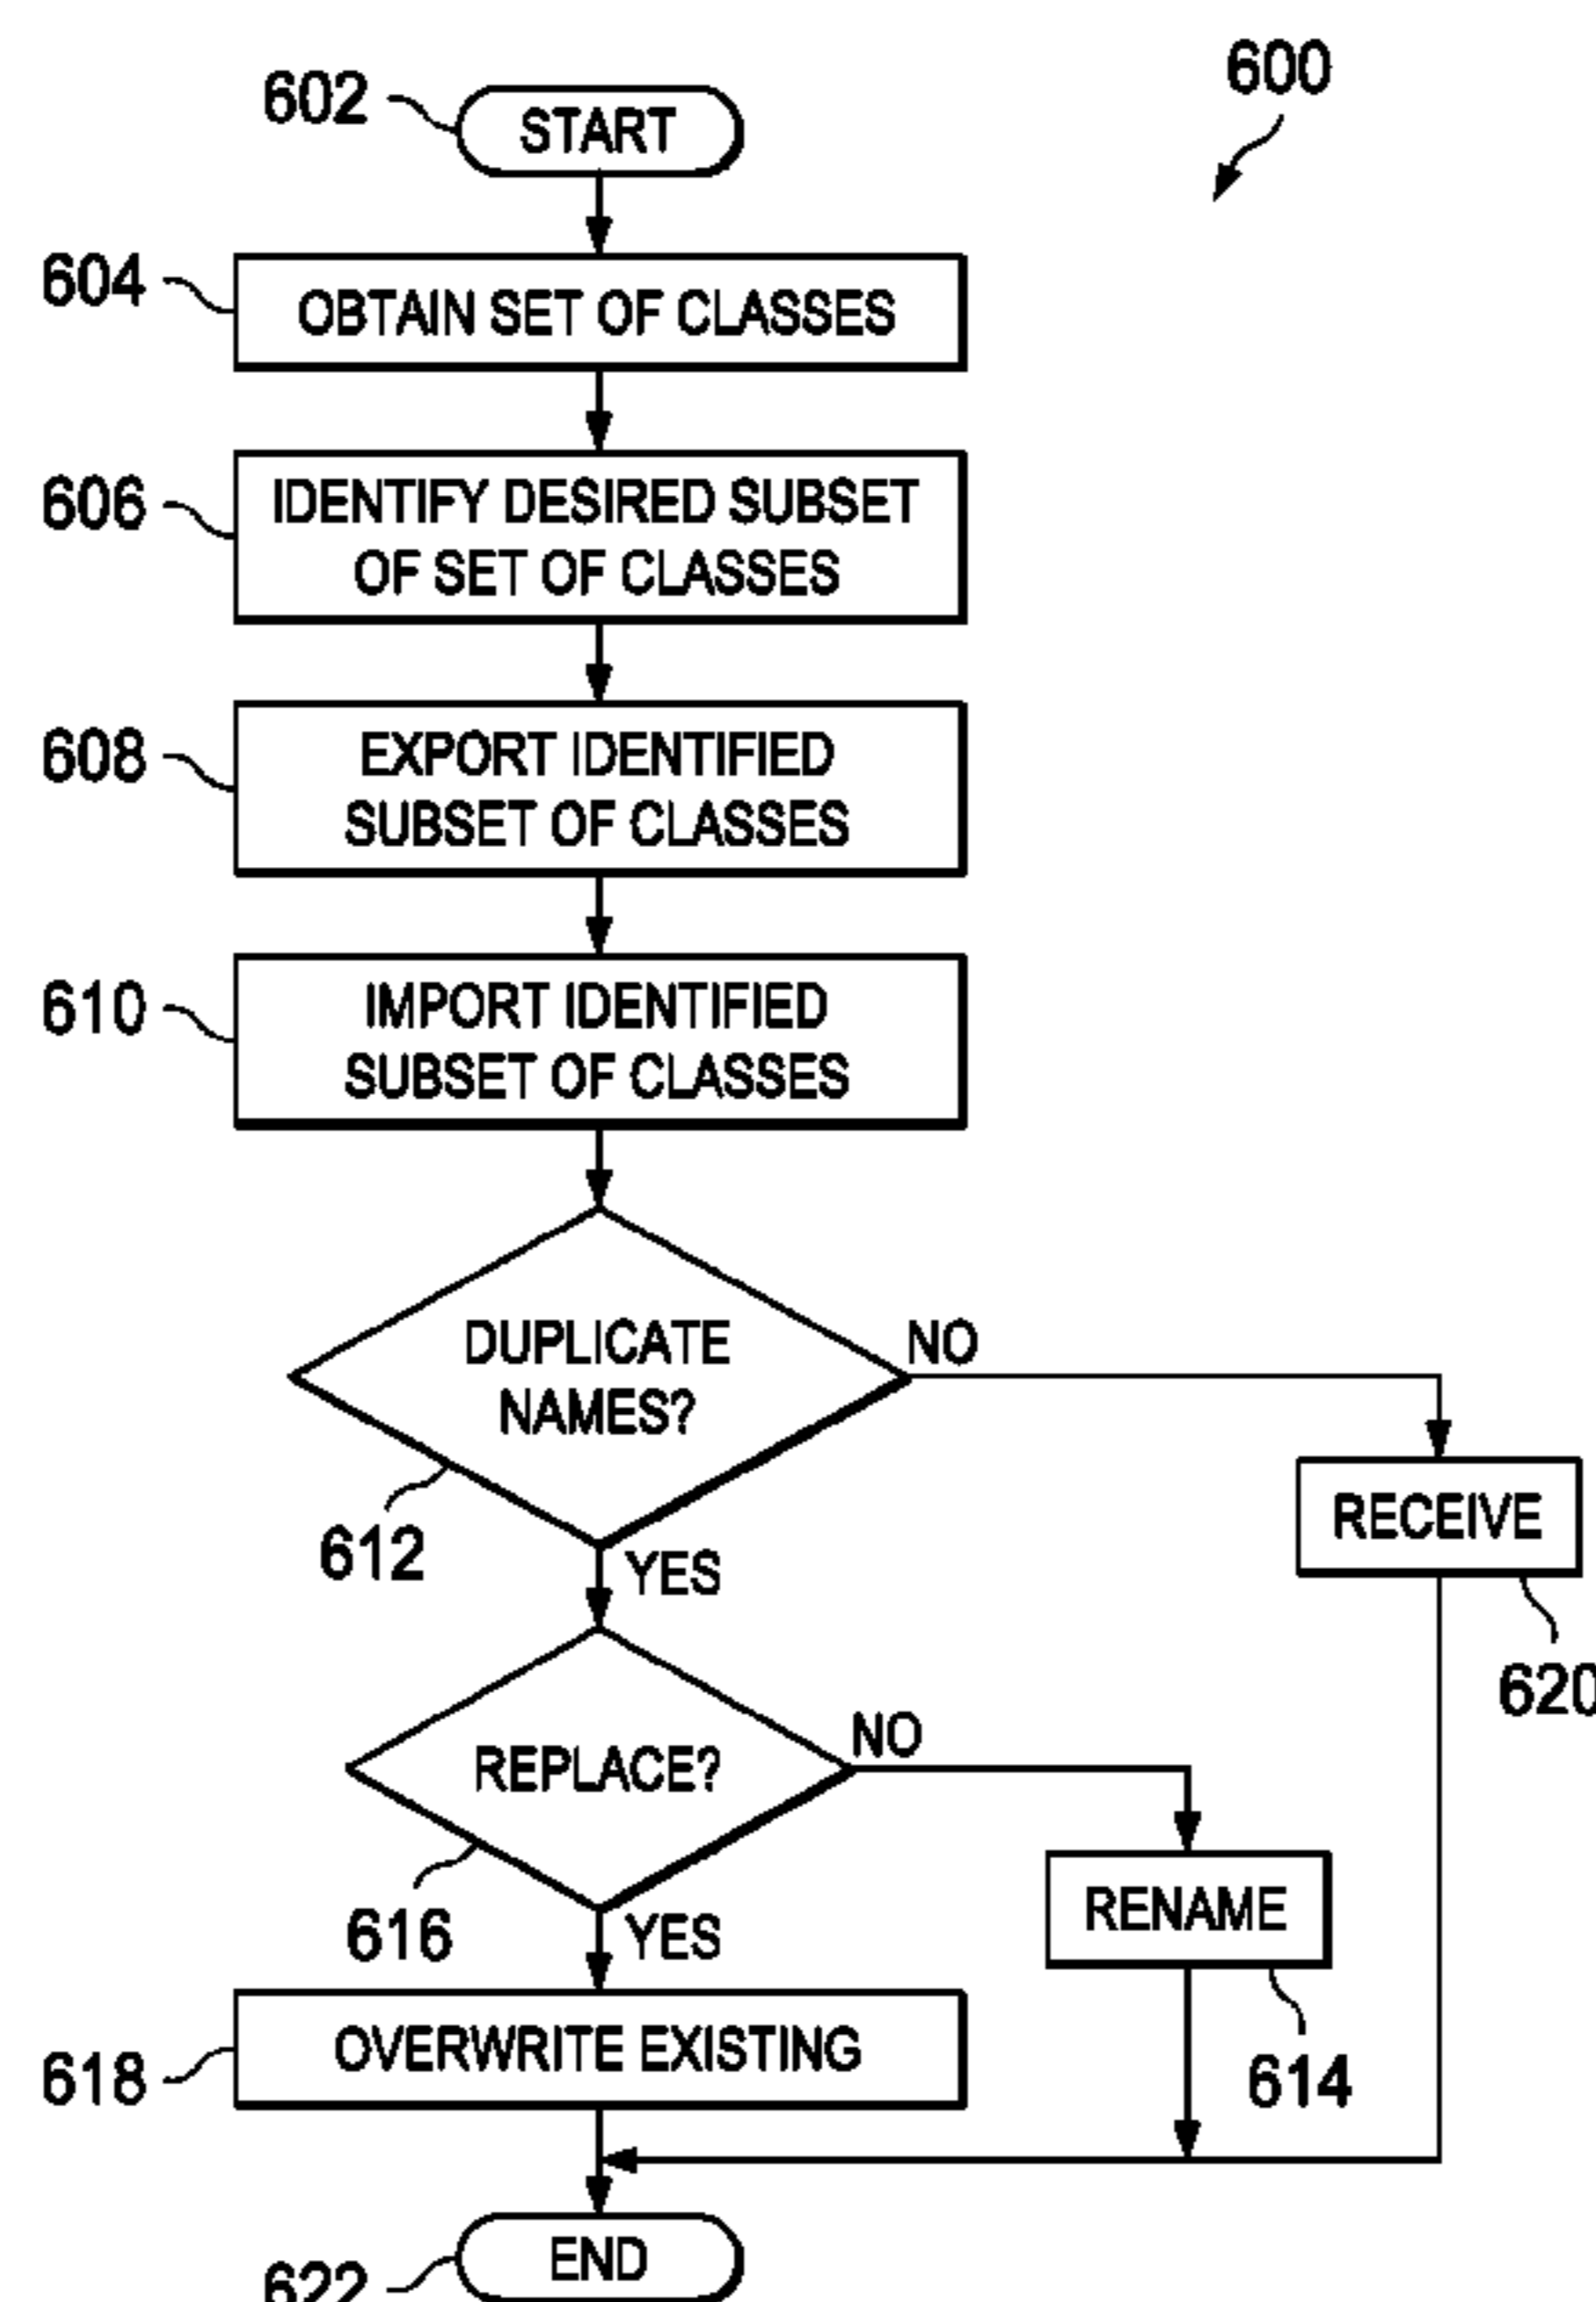 600
602
START
604
OBTAIN SET OF CLASSES
606
IDENTIFY DESIRED SUBSET
OF SET OF CLASSES
608
EXPORT IDENTIFIED
SUBSET OF CLASSES
610
IMPORT IDENTIFIED
SUBSET OF CLASSES
DUPLICATE
NAMES?
NO
612
YES
RECEIVE
620
REPLACE?
NO
616
YES
RENAME
614
618
OVERWRITE EXISTING
END
622